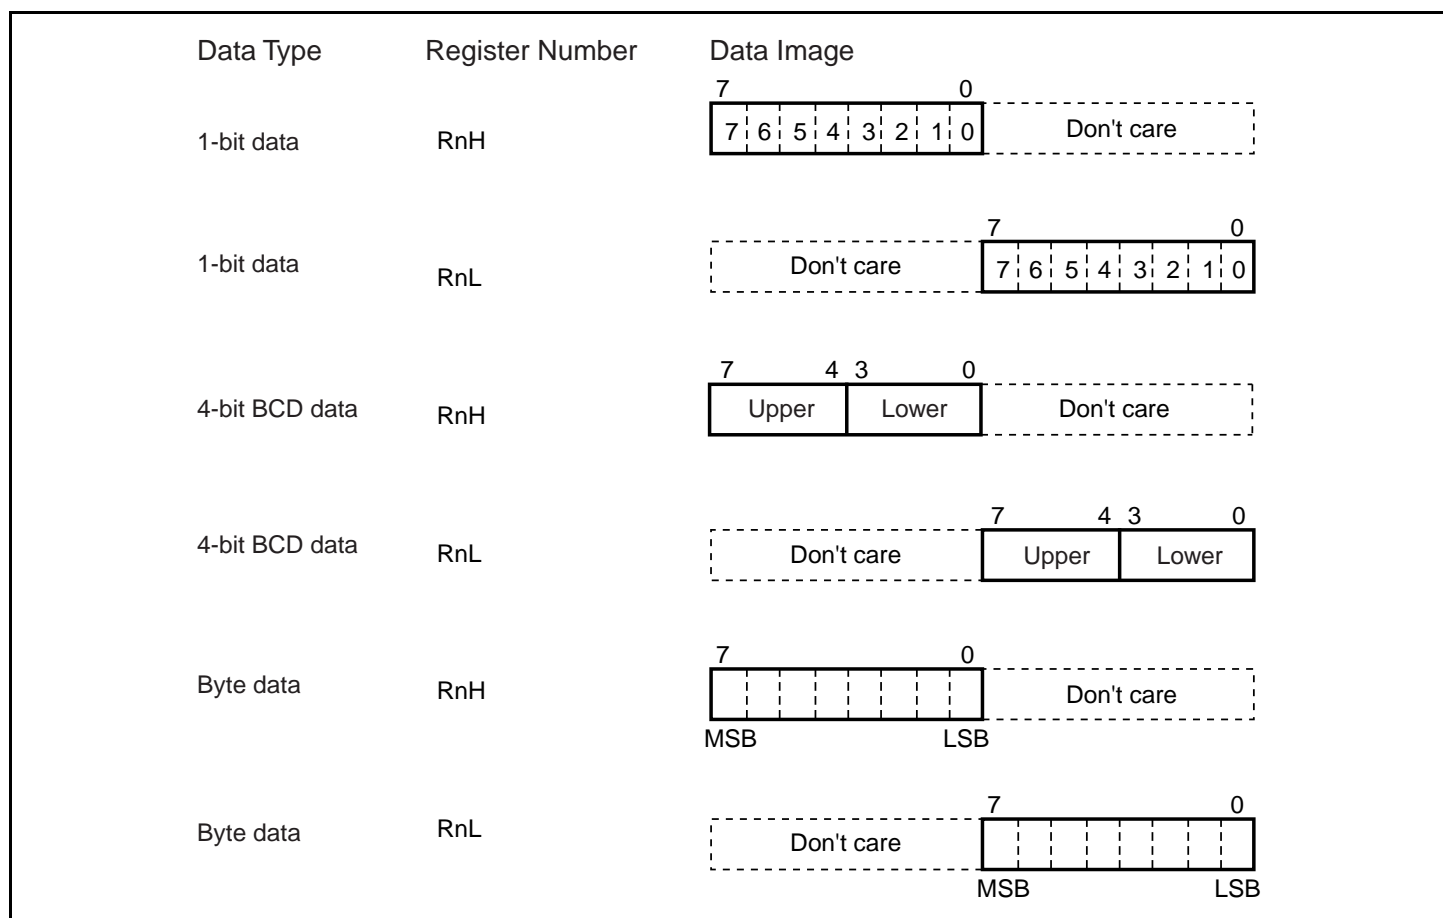 Data Type Register Number Data Image
7 0
1-bit data RnH 7 6 5 4 3 2 1 0 Don't care
7 0
1-bit data RnL Don't care 7 6 5 4 3 2 1 0
7 4 3 0
4-bit BCD data RnH Upper Lower Don't care
7 4 3 0
4-bit BCD data RnL Don't care Upper Lower
7 0
Byte data RnH Don't care
MSB LSB
7 0
Byte data RnL Don't care
MSB LSB